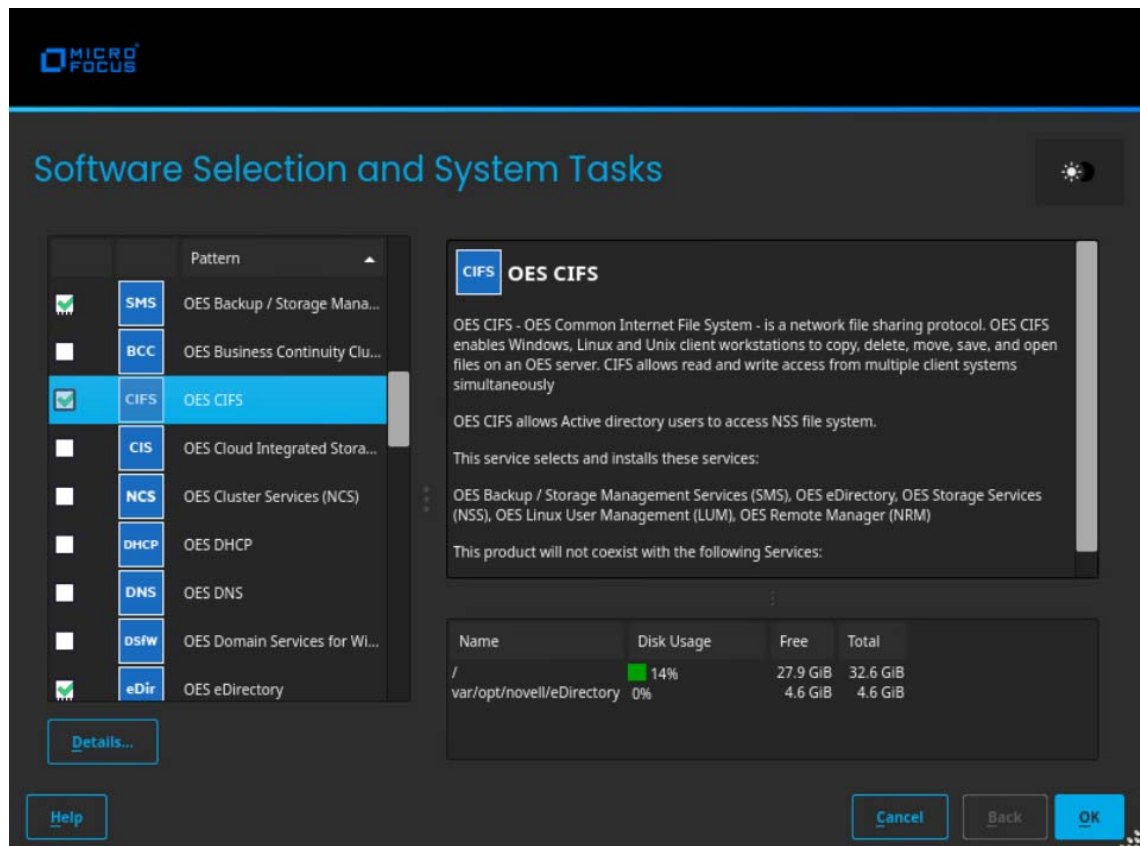 MICRO
FOCUS
Software Selection and System Tasks
Pattern
SMS OES Backup / Storage Mana...
BCC OES Business Continuity Clu...
CIFS OES CIFS
CIS OES Cloud Integrated Stora...
NCS OES Cluster Services (NCS)
DHCP OES DHCP
DNS OES DNS
DSfW OES Domain Services for Wi...
eDir OES eDirectory
Details...
CIFS OES CIFS
OES CIFS - OES Common Internet File System - is a network file sharing protocol. OES CIFS
enables Windows, Linux and Unix client workstations to copy, delete, move, save, and open
files on an OES server. CIFS allows read and write access from multiple client systems
simultaneously
OES CIFS allows Active directory users to access NSS file system.
This service selects and installs these services:
OES Backup / Storage Management Services (SMS), OES eDirectory, OES Storage Services
(NSS), OES Linux User Management (LUM), OES Remote Manager (NRM)
This product will not coexist with the following Services:
Name Disk Usage Free Total
/ 14% 27.9 GiB 32.6 GiB
var/opt/novell/eDirectory 0% 4.6 GiB 4.6 GiB
Help Cancel Back OK